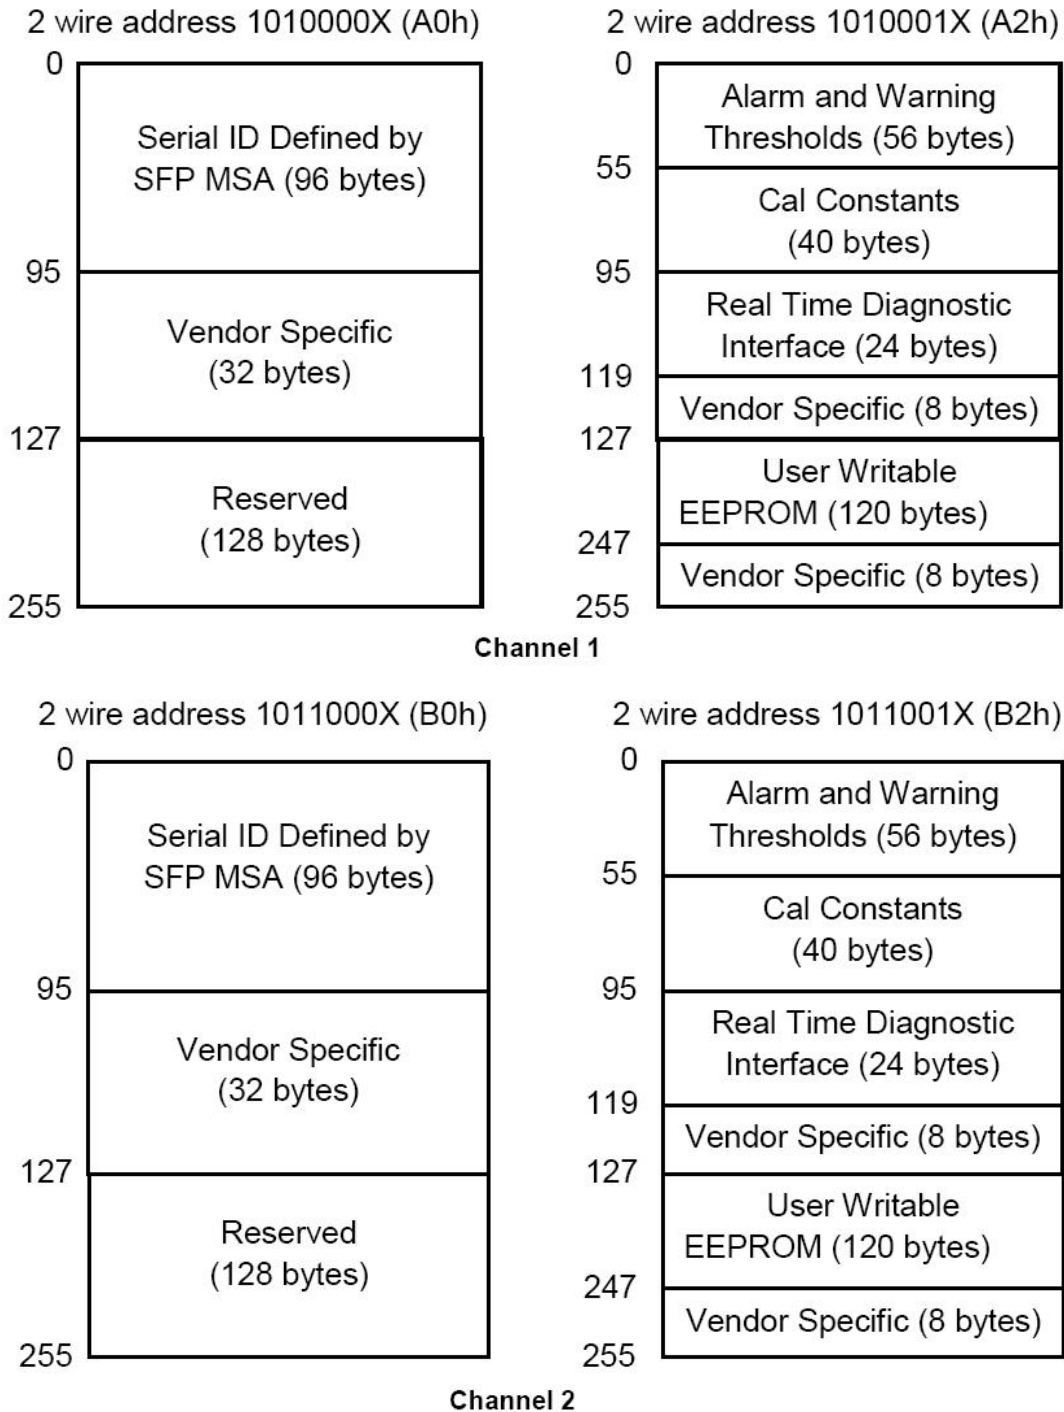 2 wire address 1010000X (A0h)
0
Serial ID Defined by
SFP MSA (96 bytes)
95
Vendor Specific
(32 bytes)
127
Reserved
(128 bytes)
255
2 wire address 1010001X (A2h)
0
Alarm and Warning
Thresholds (56 bytes)
55
Cal Constants
(40 bytes)
95
Real Time Diagnostic
Interface (24 bytes)
119
Vendor Specific (8 bytes)
127
User Writable
EEPROM (120 bytes)
247
Vendor Specific (8 bytes)
255
Channel 1
2 wire address 1011000X (B0h)
0
Serial ID Defined by
SFP MSA (96 bytes)
95
Vendor Specific
(32 bytes)
127
Reserved
(128 bytes)
255
2 wire address 1011001X (B2h)
0
Alarm and Warning
Thresholds (56 bytes)
55
Cal Constants
(40 bytes)
95
Real Time Diagnostic
Interface (24 bytes)
119
Vendor Specific (8 bytes)
127
User Writable
EEPROM (120 bytes)
247
Vendor Specific (8 bytes)
255
Channel 2